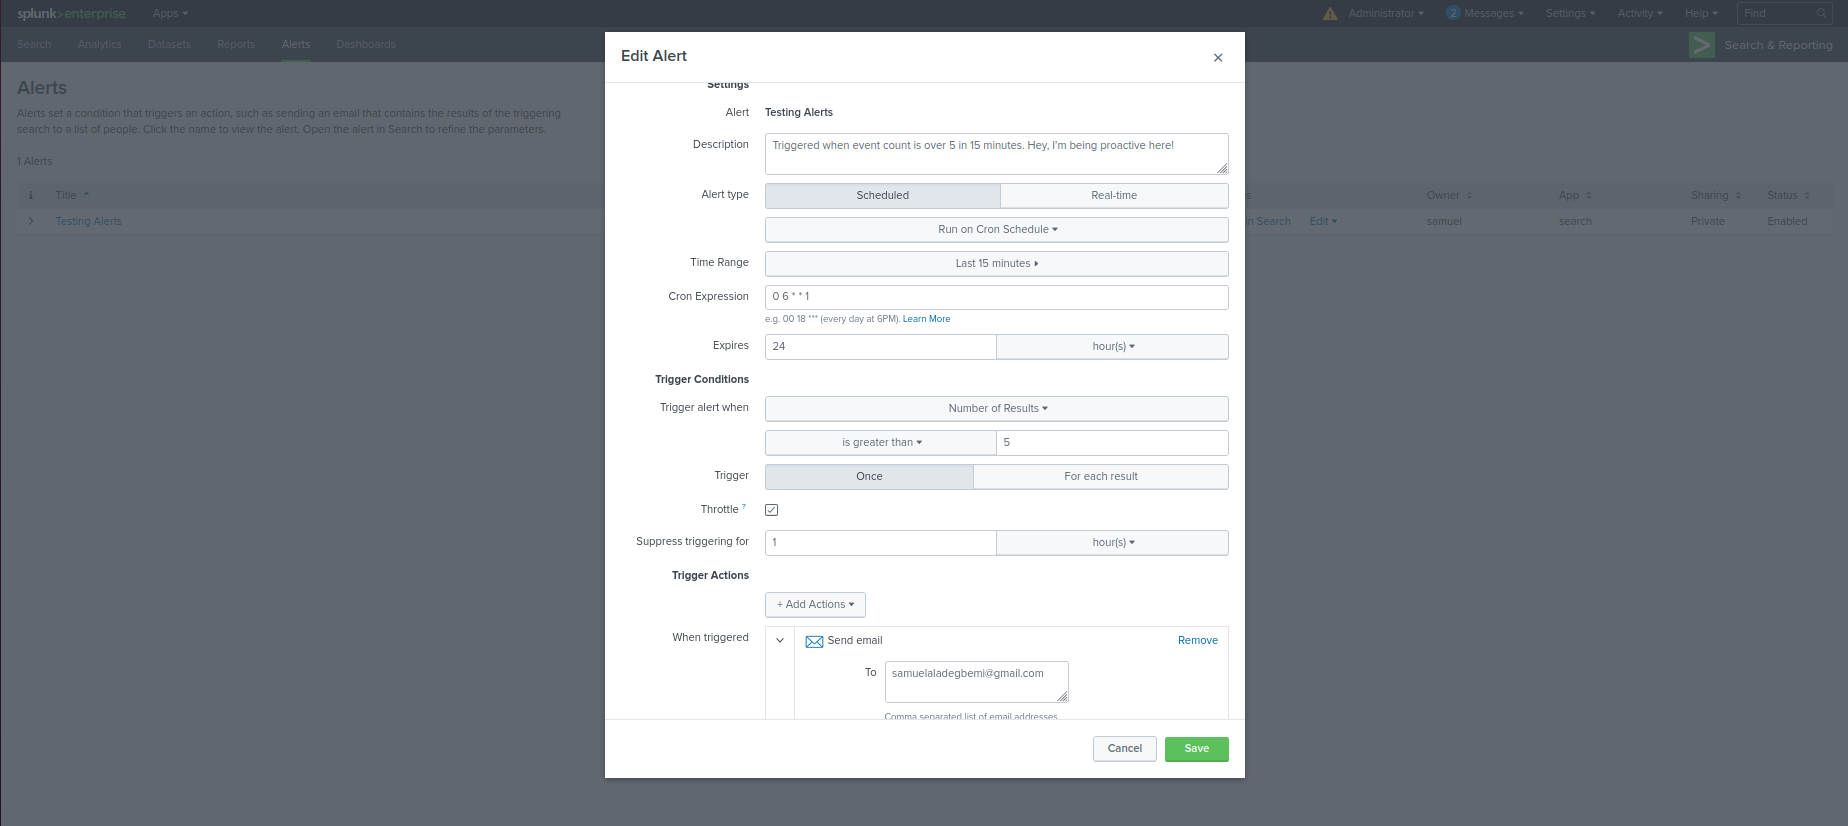 splunk>enterprise Apps Administrator 2 Messages Settings Activity Help Find
Search Analytics Datasets Reports Alerts Dashboards > Search & Reporting
Alerts
Alerts set a condition that triggers an action, such as sending an email that contains the results of the triggering
search to a list of people. Click the name to view the alert. Open the alert in Search to refine the parameters.
1 Alerts
i Title s Owner App Sharing Status
Testing Alerts in Search Edit samuel search Private Enabled
Edit Alert ×
Settings
Alert Testing Alerts
Description Triggered when event count is over 5 in 15 minutes. Hey, I'm being proactive here!
Alert type Scheduled Real-time
Run on Cron Schedule
Time Range Last 15 minutes
Cron Expression 0 6 * * 1
e.g. 00 18 *** (every day at 6PM). Learn More
Expires 24 hour(s)
Trigger Conditions
Trigger alert when Number of Results
is greater than 5
Trigger Once For each result
Throttle ?
Suppress triggering for 1 hour(s)
Trigger Actions
+ Add Actions
When triggered Send email Remove
To samuelaladegbemi@gmail.com
Comma separated list of email addresses
Cancel Save